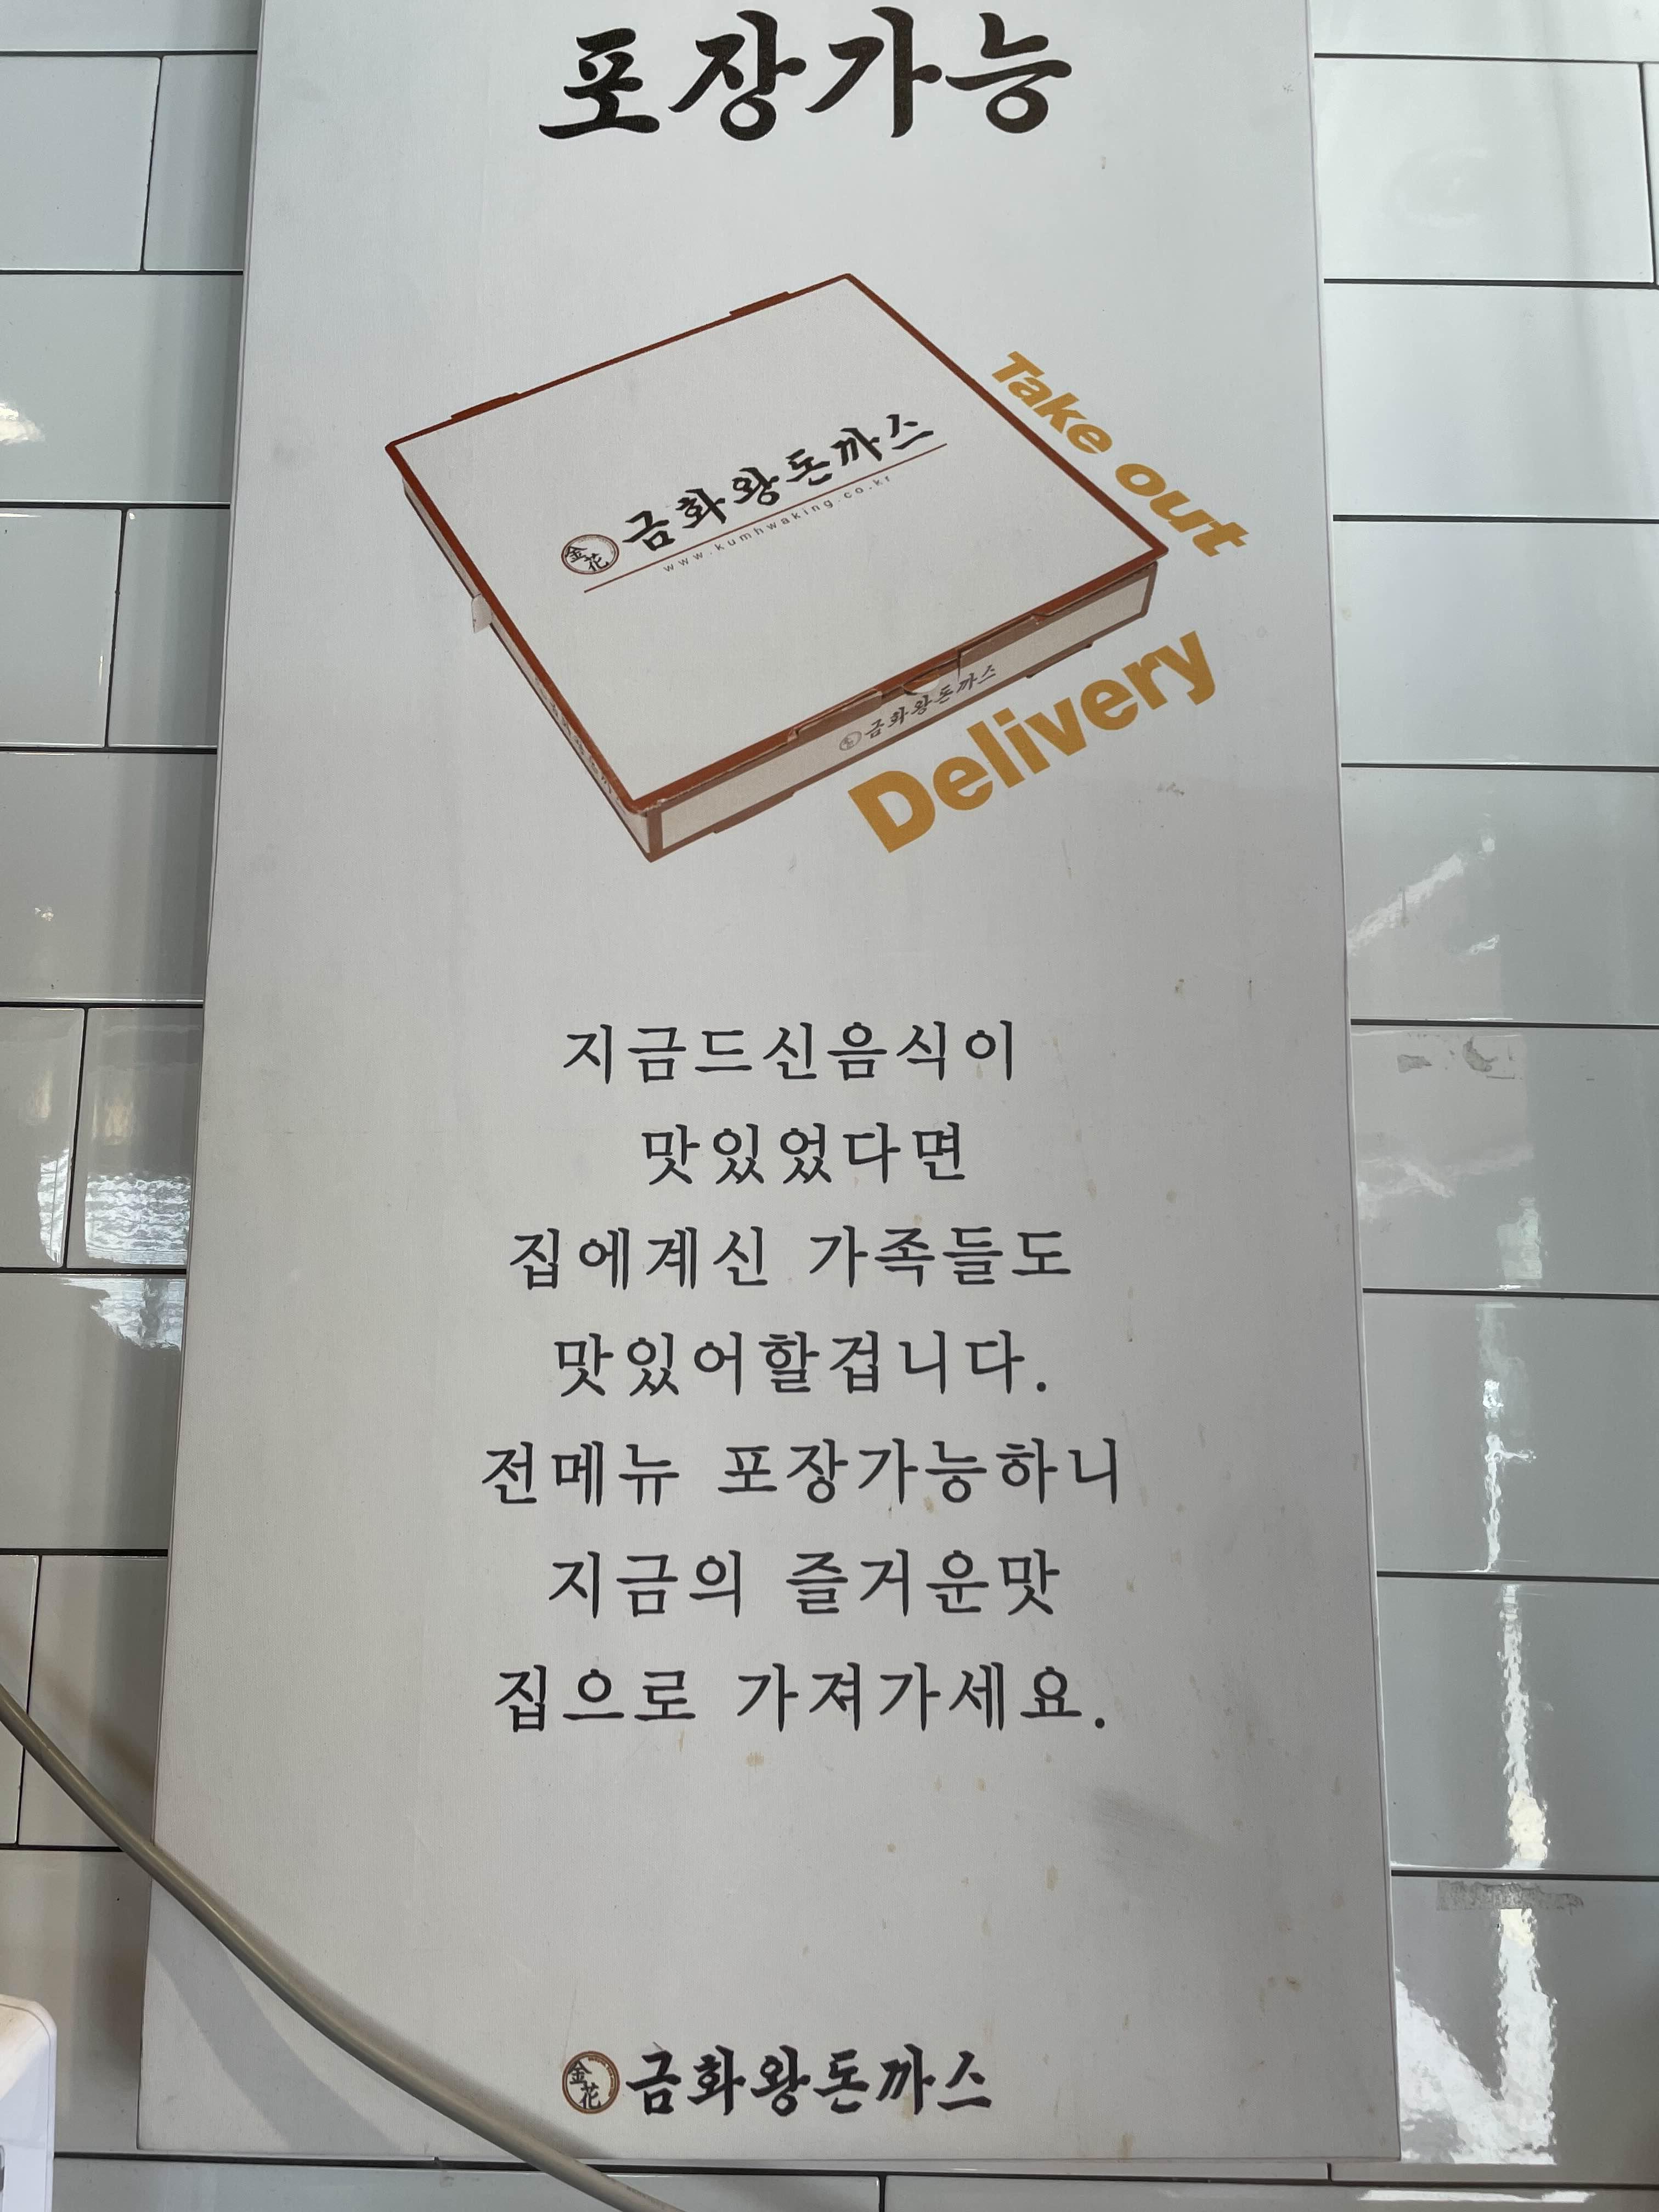 포장가능
Take out
금화왕돈까스
金花
www.kumhwaking.co.kr
금화왕돈까스
Delivery
지금드신음식이
맛있었다면
집에계신 가족들도
맛있어할겁니다.
전메뉴 포장가능하니
지금의 즐거운맛
집으로 가져가세요.
金花 금화왕돈까스